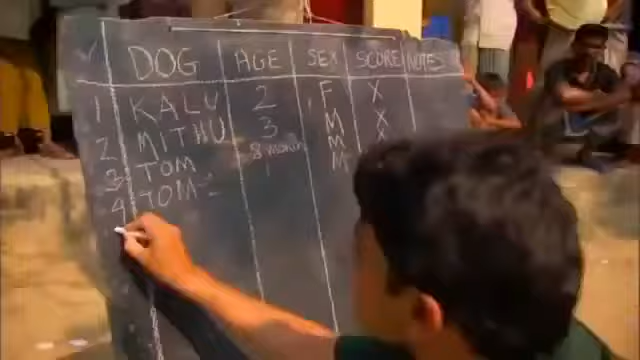 DOG AGE SEX SCORE NOTES
1 KALU 2 F X
2 MITHU 3 M X
3 TOM 8 month M X
4 TOM 1 M